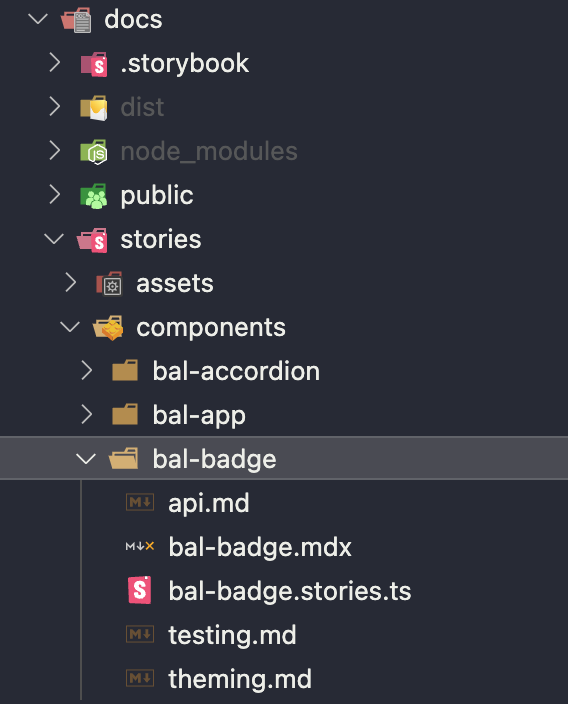 docs
.storybook
dist
node_modules
public
stories
assets
components
bal-accordion
bal-app
bal-badge
api.md
bal-badge.mdx
bal-badge.stories.ts
testing.md
theming.md